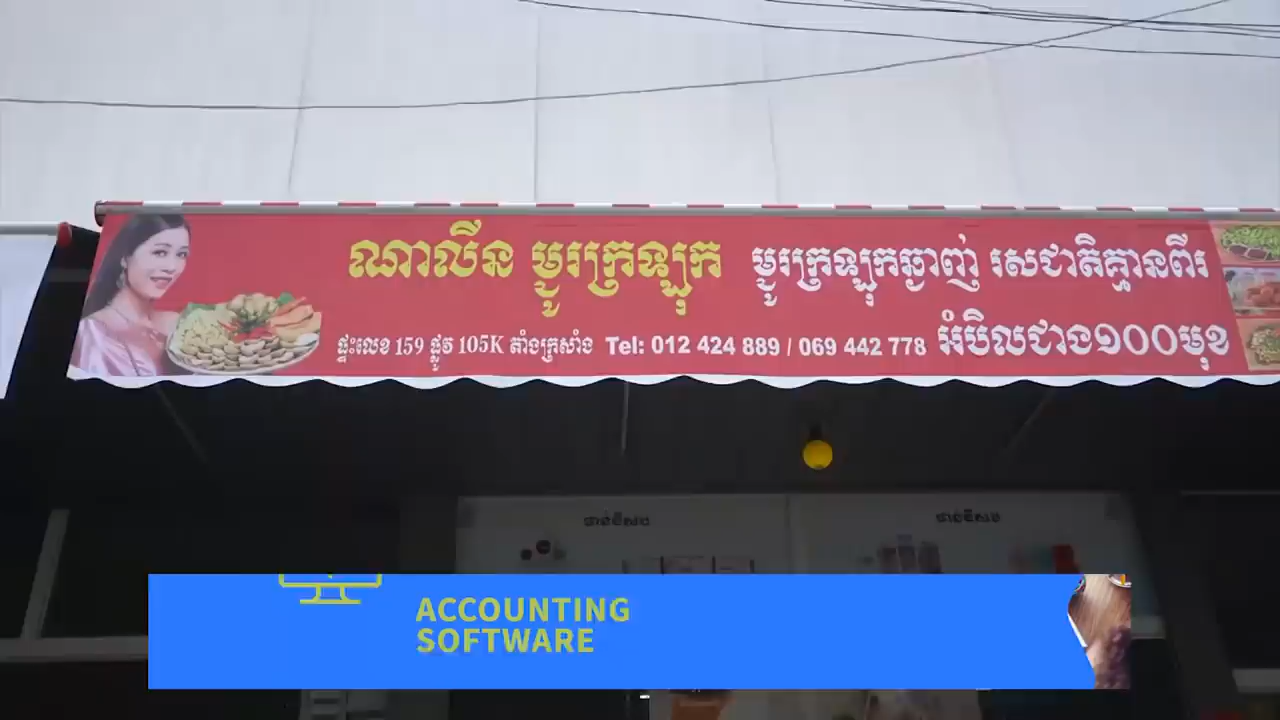 ណាលីន ម្ជូរក្រឡុក
ម្ជូរក្រឡុកឆ្ងាញ់ រសជាតិគ្មានពីរ
ផ្ទះលេខ 159 ផ្លូវ 105K តាំងក្រសាំង Tel: 012 424 889 / 069 442 778
អំបិលជាង១០០មុខ
ACCOUNTING
SOFTWARE